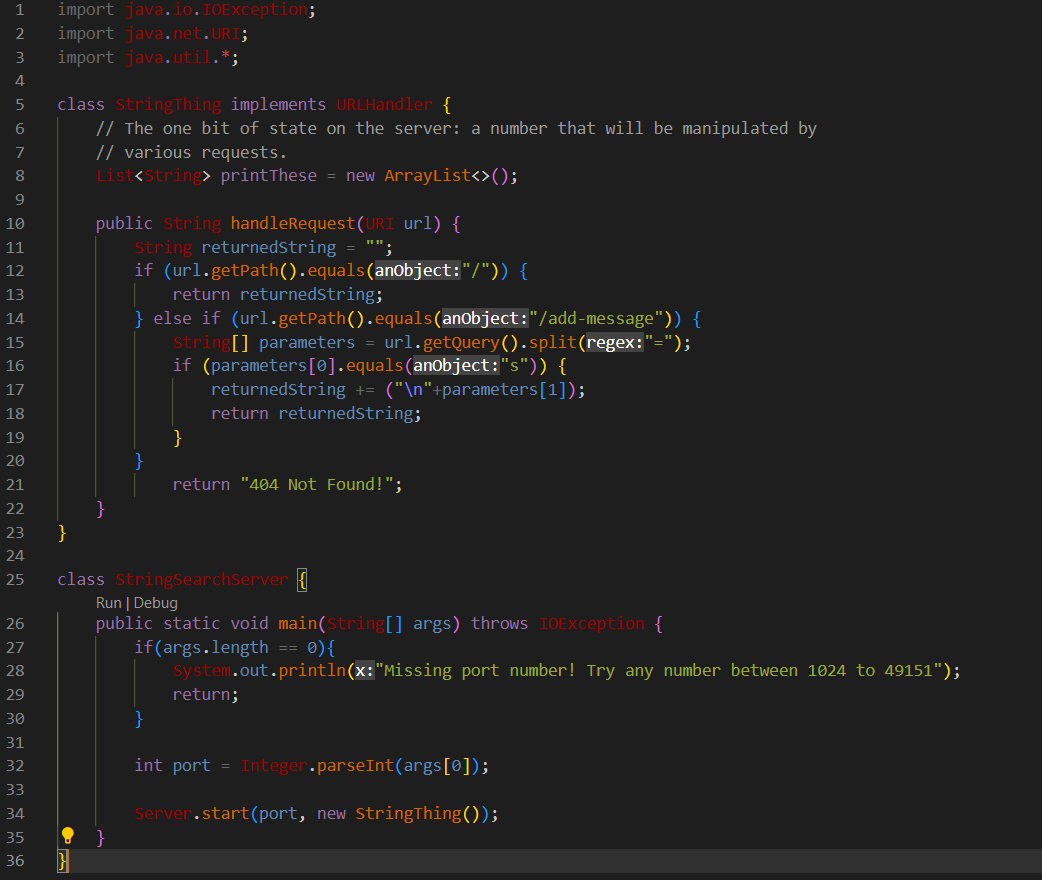 1 import java.io.IOException;
2 import java.net.URI;
3 import java.util.*;
4
5 class StringThing implements URLHandler {
6     // The one bit of state on the server: a number that will be manipulated by
7     // various requests.
8     List<String> printThese = new ArrayList<>();
9
10     public String handleRequest(URI url) {
11         String returnedString = "";
12         if (url.getPath().equals(anObject:"/")) {
13             return returnedString;
14         } else if (url.getPath().equals(anObject:"/add-message")) {
15             String[] parameters = url.getQuery().split(regex:"=");
16             if (parameters[0].equals(anObject:"s")) {
17                 returnedString += ("\n"+parameters[1]);
18                 return returnedString;
19             }
20         }
21             return "404 Not Found!";
22     }
23 }
24
25 class StringSearchServer {
Run | Debug
26     public static void main(String[] args) throws IOException {
27         if(args.length == 0){
28             System.out.println(x:"Missing port number! Try any number between 1024 to 49151");
29             return;
30         }
31
32         int port = Integer.parseInt(args[0]);
33
34         Server.start(port, new StringThing());
35     }
36 }